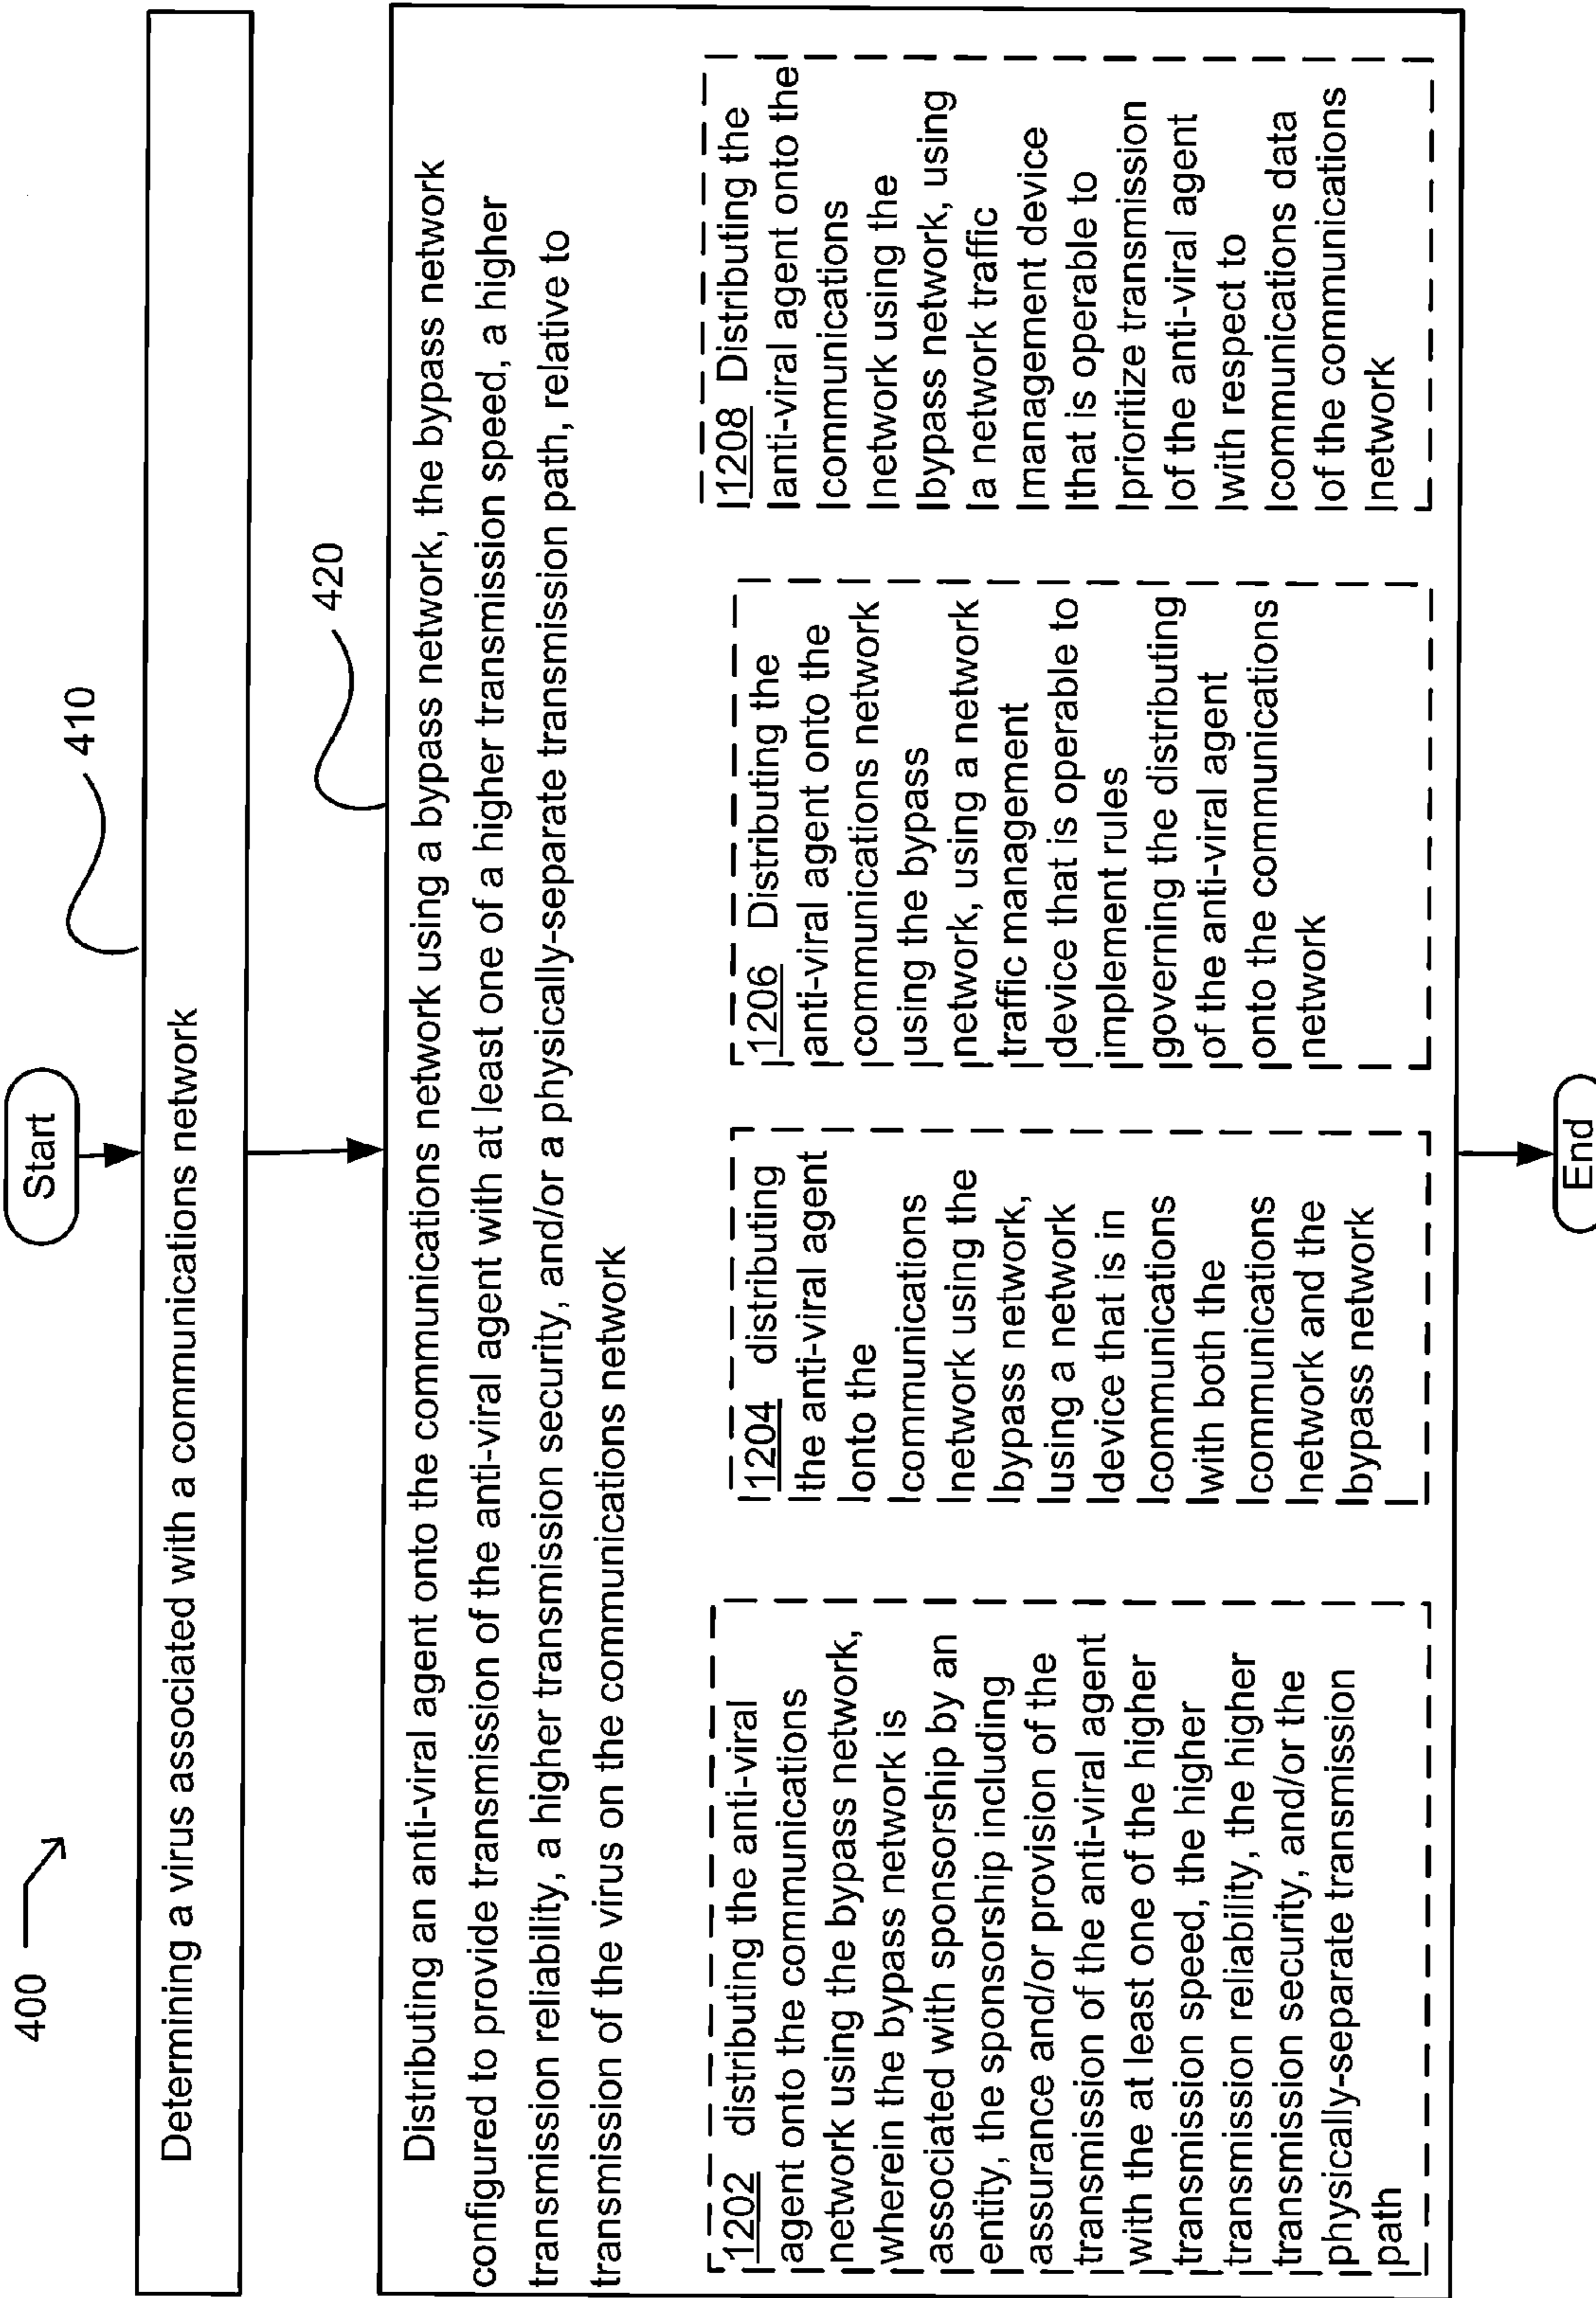 400
Start
410
Determining a virus associated with a communications network
420
Distributing an anti-viral agent onto the communications network using a bypass network, the bypass network
configured to provide transmission of the anti-viral agent with at least one of a higher transmission speed, a higher
transmission reliability, a higher transmission security, and/or a physically-separate transmission path, relative to
transmission of the virus on the communications network
1202 distributing the anti-viral
agent onto the communications
network using the bypass network,
wherein the bypass network is
associated with sponsorship by an
entity, the sponsorship including
assurance and/or provision of the
transmission of the anti-viral agent
with the at least one of the higher
transmission speed, the higher
transmission reliability, the higher
transmission security, and/or the
physically-separate transmission
path
1204 distributing
the anti-viral agent
onto the
communications
network using the
bypass network,
using a network
device that is in
communications
with both the
communications
network and the
bypass network
1206 Distributing the
anti-viral agent onto the
communications network
using the bypass
network, using a network
traffic management
device that is operable to
implement rules
governing the distributing
of the anti-viral agent
onto the communications
network
1208 Distributing the
anti-viral agent onto the
communications
network using the
bypass network, using
a network traffic
management device
that is operable to
prioritize transmission
of the anti-viral agent
with respect to
communications data
of the communications
network
End